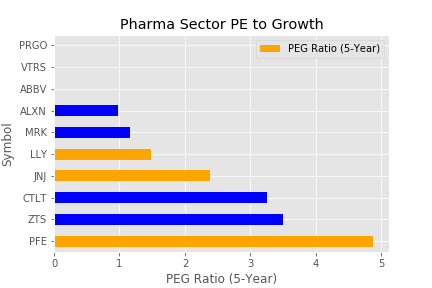 Pharma Sector PE to Growth
PEG Ratio (5-Year)
PRGO
VTRS
ABBV
ALXN
MRK
LLY
JNJ
CTLT
ZTS
PFE
Symbol
0 1 2 3 4 5
PEG Ratio (5-Year)